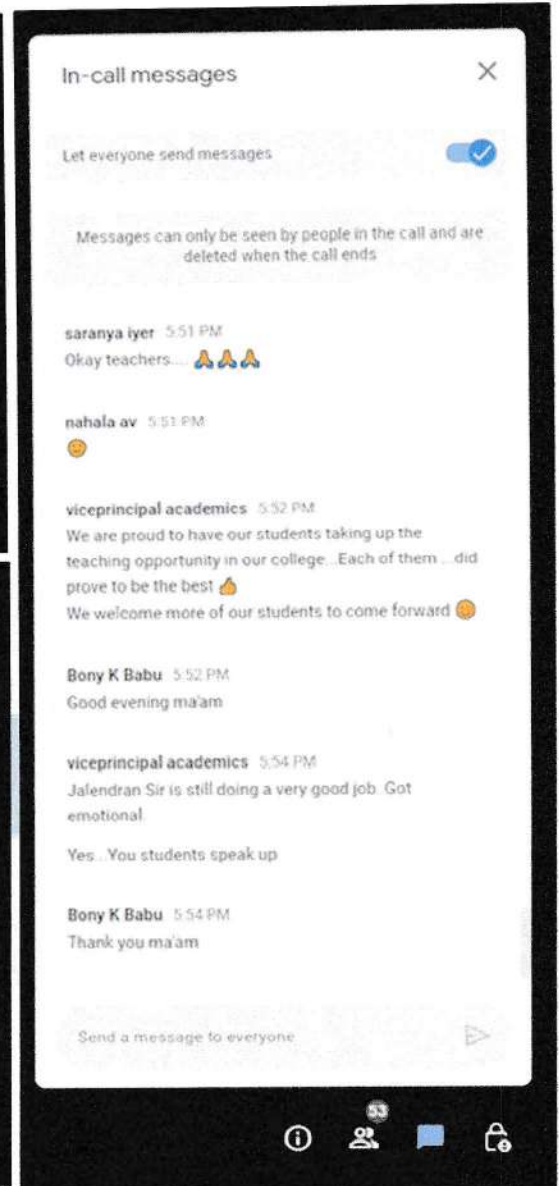 In-call messages
Let everyone send messages
Messages can only be seen by people in the call and are
deleted when the call ends
saranya iyer 5:51 PM
Okay teachers.... 🙏🙏🙏
nahala av 5:51 PM
🙂
viceprincipal academics 5:52 PM
We are proud to have our students taking up the
teaching opportunity in our college...Each of them ...did
prove to be the best 👍
We welcome more of our students to come forward 🙂
Bony K Babu 5:52 PM
Good evening ma'am
viceprincipal academics 5:54 PM
Jalendran Sir is still doing a very good job. Got
emotional
Yes...You students speak up
Bony K Babu 5:54 PM
Thank you ma'am
Send a message to everyone
53